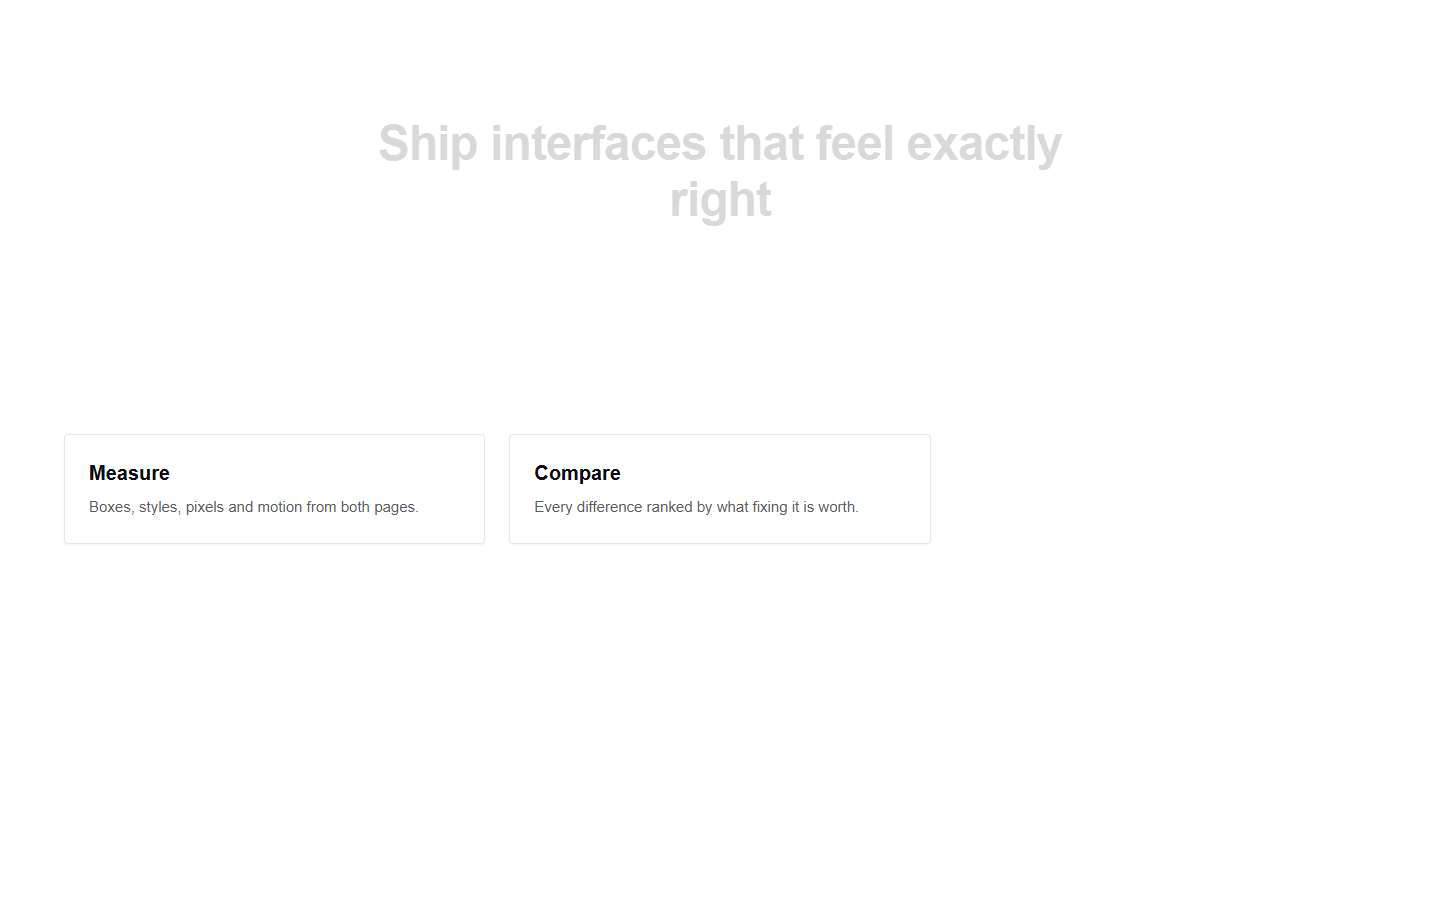 Ship interfaces that feel exactly
right
Measure
Boxes, styles, pixels and motion from both pages.
Compare
Every difference ranked by what fixing it is worth.